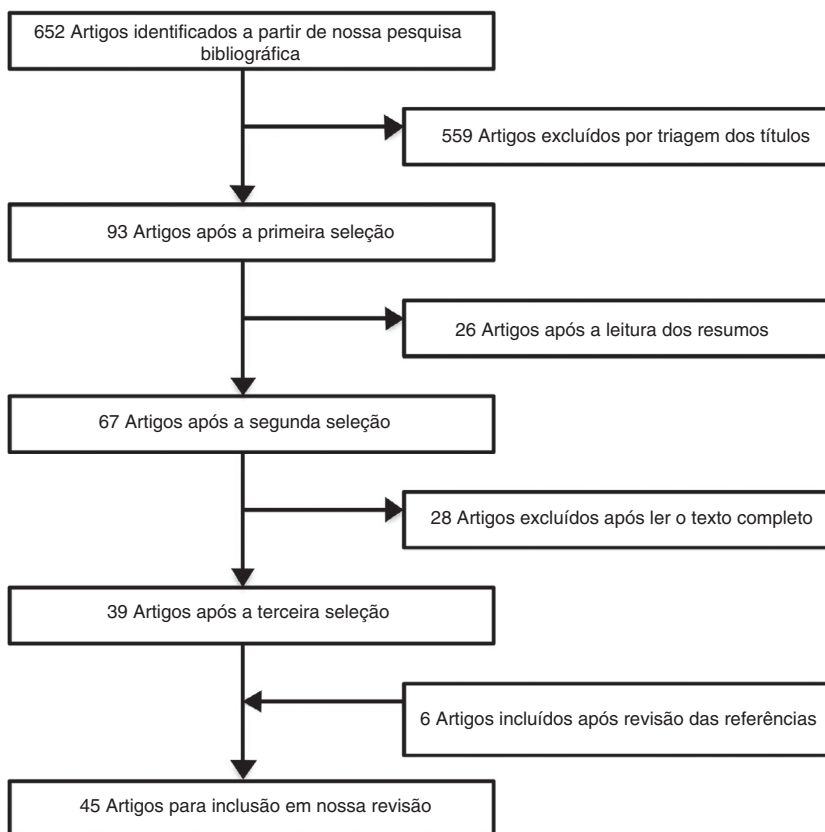 652 Artigos identificados a partir de nossa pesquisa
bibliográfica
559 Artigos excluídos por triagem dos títulos
93 Artigos após a primeira seleção
26 Artigos após a leitura dos resumos
67 Artigos após a segunda seleção
28 Artigos excluídos após ler o texto completo
39 Artigos após a terceira seleção
6 Artigos incluídos após revisão das referências
45 Artigos para inclusão em nossa revisão